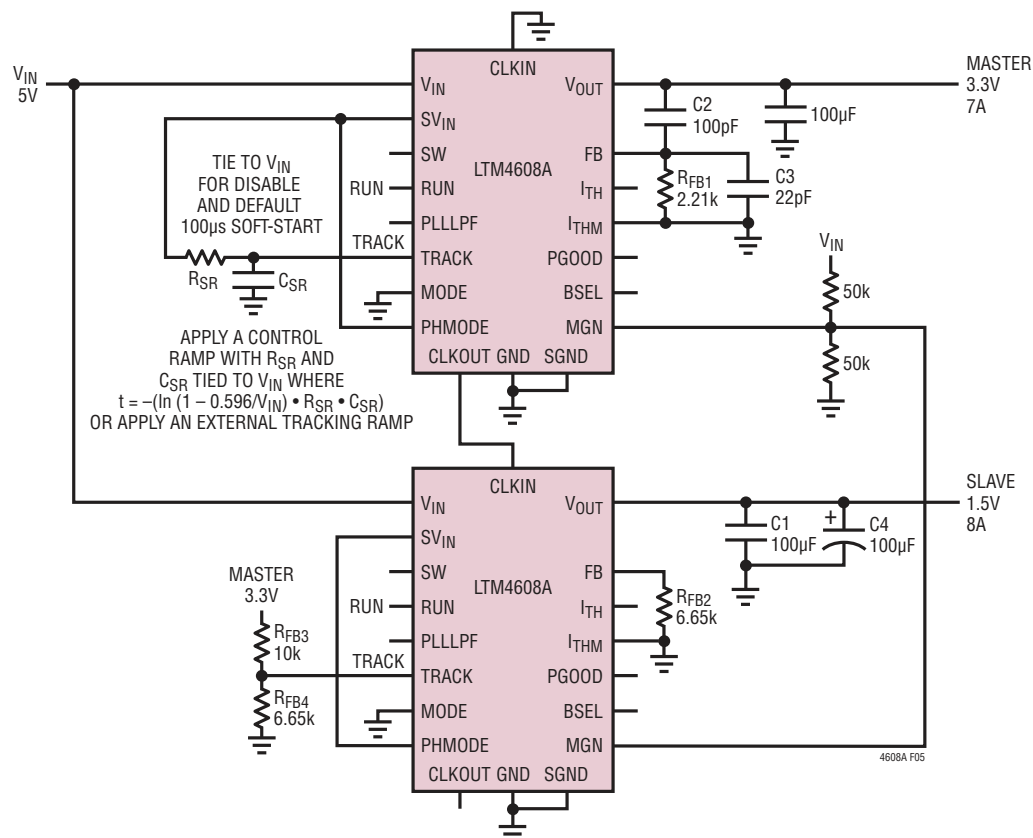 CLKIN
V_IN
5V
V_IN
SV_IN
SW
RUN
RUN
PLLLPF
TRACK
TRACK
MODE
PHMODE
CLKOUT GND SGND
LTM4608A
V_OUT
FB
I_TH
I_THM
PGOOD
BSEL
MGN
C2
100pF
100µF
MASTER
3.3V
7A
R_FB1
2.21k
C3
22pF
V_IN
50k
50k
TIE TO V_IN
FOR DISABLE
AND DEFAULT
100µs SOFT-START
R_SR
C_SR
APPLY A CONTROL
RAMP WITH R_SR AND
C_SR TIED TO V_IN WHERE
t = –(ln (1 – 0.596/V_IN) • R_SR • C_SR)
OR APPLY AN EXTERNAL TRACKING RAMP
CLKIN
V_IN
SV_IN
SW
RUN
RUN
PLLLPF
TRACK
TRACK
MODE
PHMODE
CLKOUT GND SGND
LTM4608A
V_OUT
FB
I_TH
I_THM
PGOOD
BSEL
MGN
SLAVE
1.5V
8A
C1
100µF
+
C4
100µF
R_FB2
6.65k
MASTER
3.3V
R_FB3
10k
R_FB4
6.65k
4608A F05